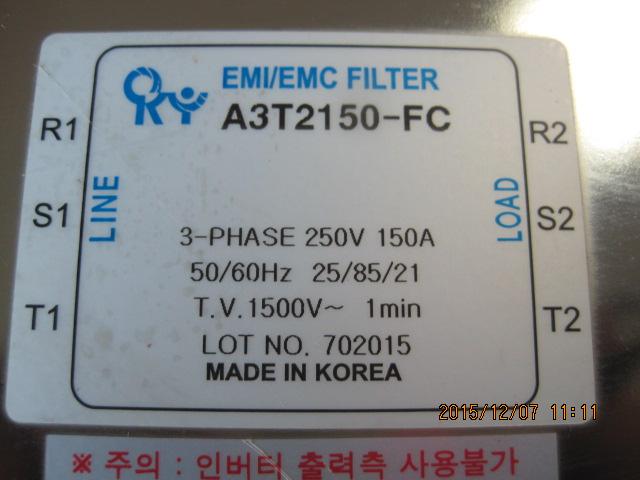 ORY EMI/EMC FILTER
A3T2150-FC
R1
R2
S1
S2
LINE
LOAD
3-PHASE 250V 150A
50/60Hz 25/85/21
T1
T2
T.V.1500V~ 1min
LOT NO. 702015
MADE IN KOREA
2015/12/07 11:11
※ 주의 : 인버터 출력측 사용불가